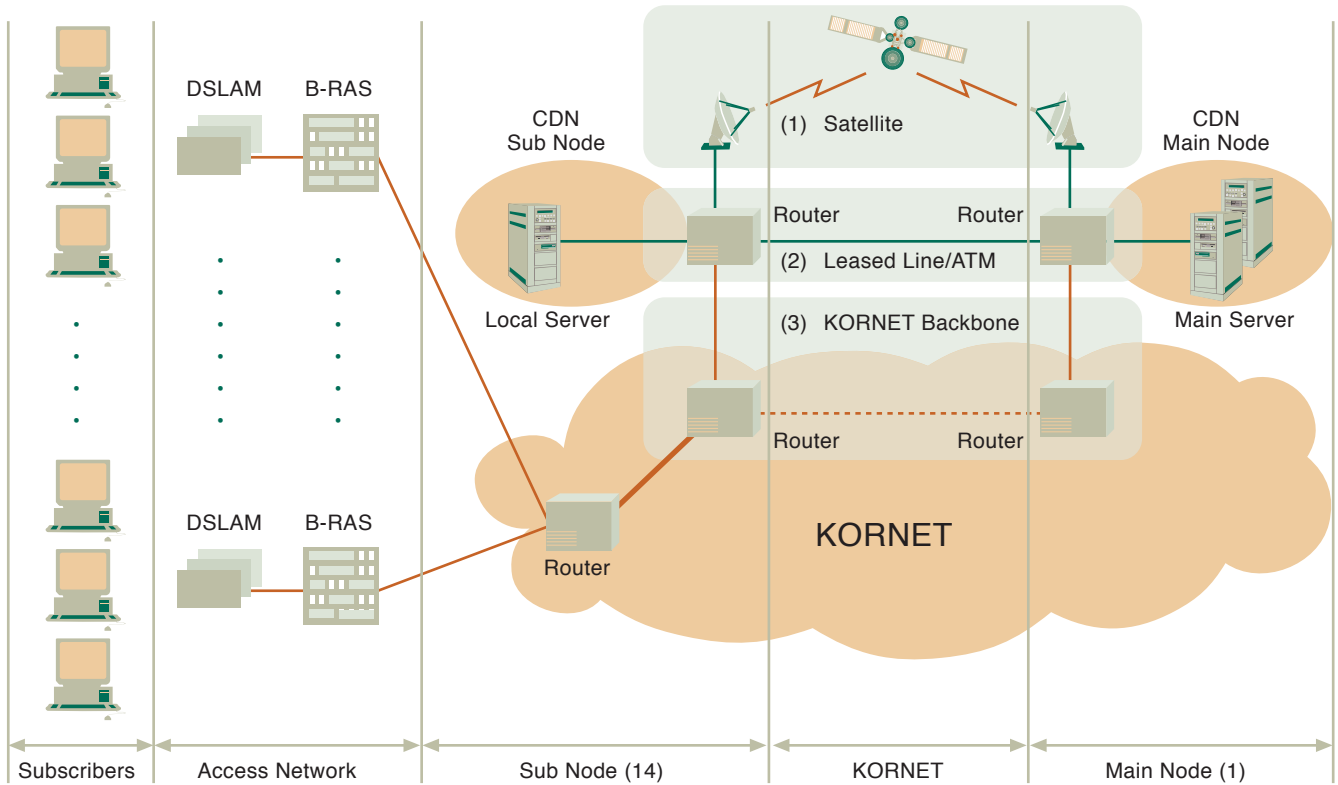 DSLAM
B-RAS
CDN
Sub Node
(1) Satellite
CDN
Main Node
Router
Router
(2) Leased Line/ATM
Local Server
Main Server
(3) KORNET Backbone
Router
Router
DSLAM
B-RAS
Router
KORNET
Subscribers
Access Network
Sub Node (14)
KORNET
Main Node (1)